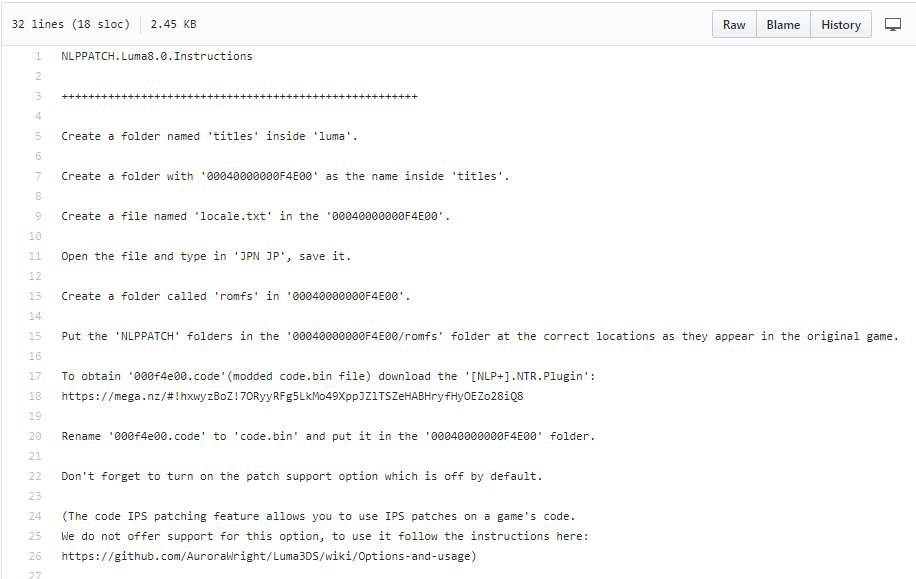 32 lines (18 sloc) 2.45 KB Raw Blame History
1 NLPPATCH.Luma8.0.Instructions
2
3 ++++++++++++++++++++++++++++++++++++++++++++++++++++++
4
5 Create a folder named 'titles' inside 'luma'.
6
7 Create a folder with '00040000000F4E00' as the name inside 'titles'.
8
9 Create a file named 'locale.txt' in the '00040000000F4E00'.
10
11 Open the file and type in 'JPN JP', save it.
12
13 Create a folder called 'romfs' in '00040000000F4E00'.
14
15 Put the 'NLPPATCH' folders in the '00040000000F4E00/romfs' folder at the correct locations as they appear in the original game.
16
17 To obtain '000f4e00.code'(modded code.bin file) download the '[NLP+].NTR.Plugin':
18 https://mega.nz/#!hxwyzBoZ!7ORyyRFg5LkMo49XppJZlTSZeHABHryfHyOEZo28iQ8
19
20 Rename '000f4e00.code' to 'code.bin' and put it in the '00040000000F4E00' folder.
21
22 Don't forget to turn on the patch support option which is off by default.
23
24 (The code IPS patching feature allows you to use IPS patches on a game's code.
25 We do not offer support for this option, to use it follow the instructions here:
26 https://github.com/AuroraWright/Luma3DS/wiki/Options-and-usage)
27